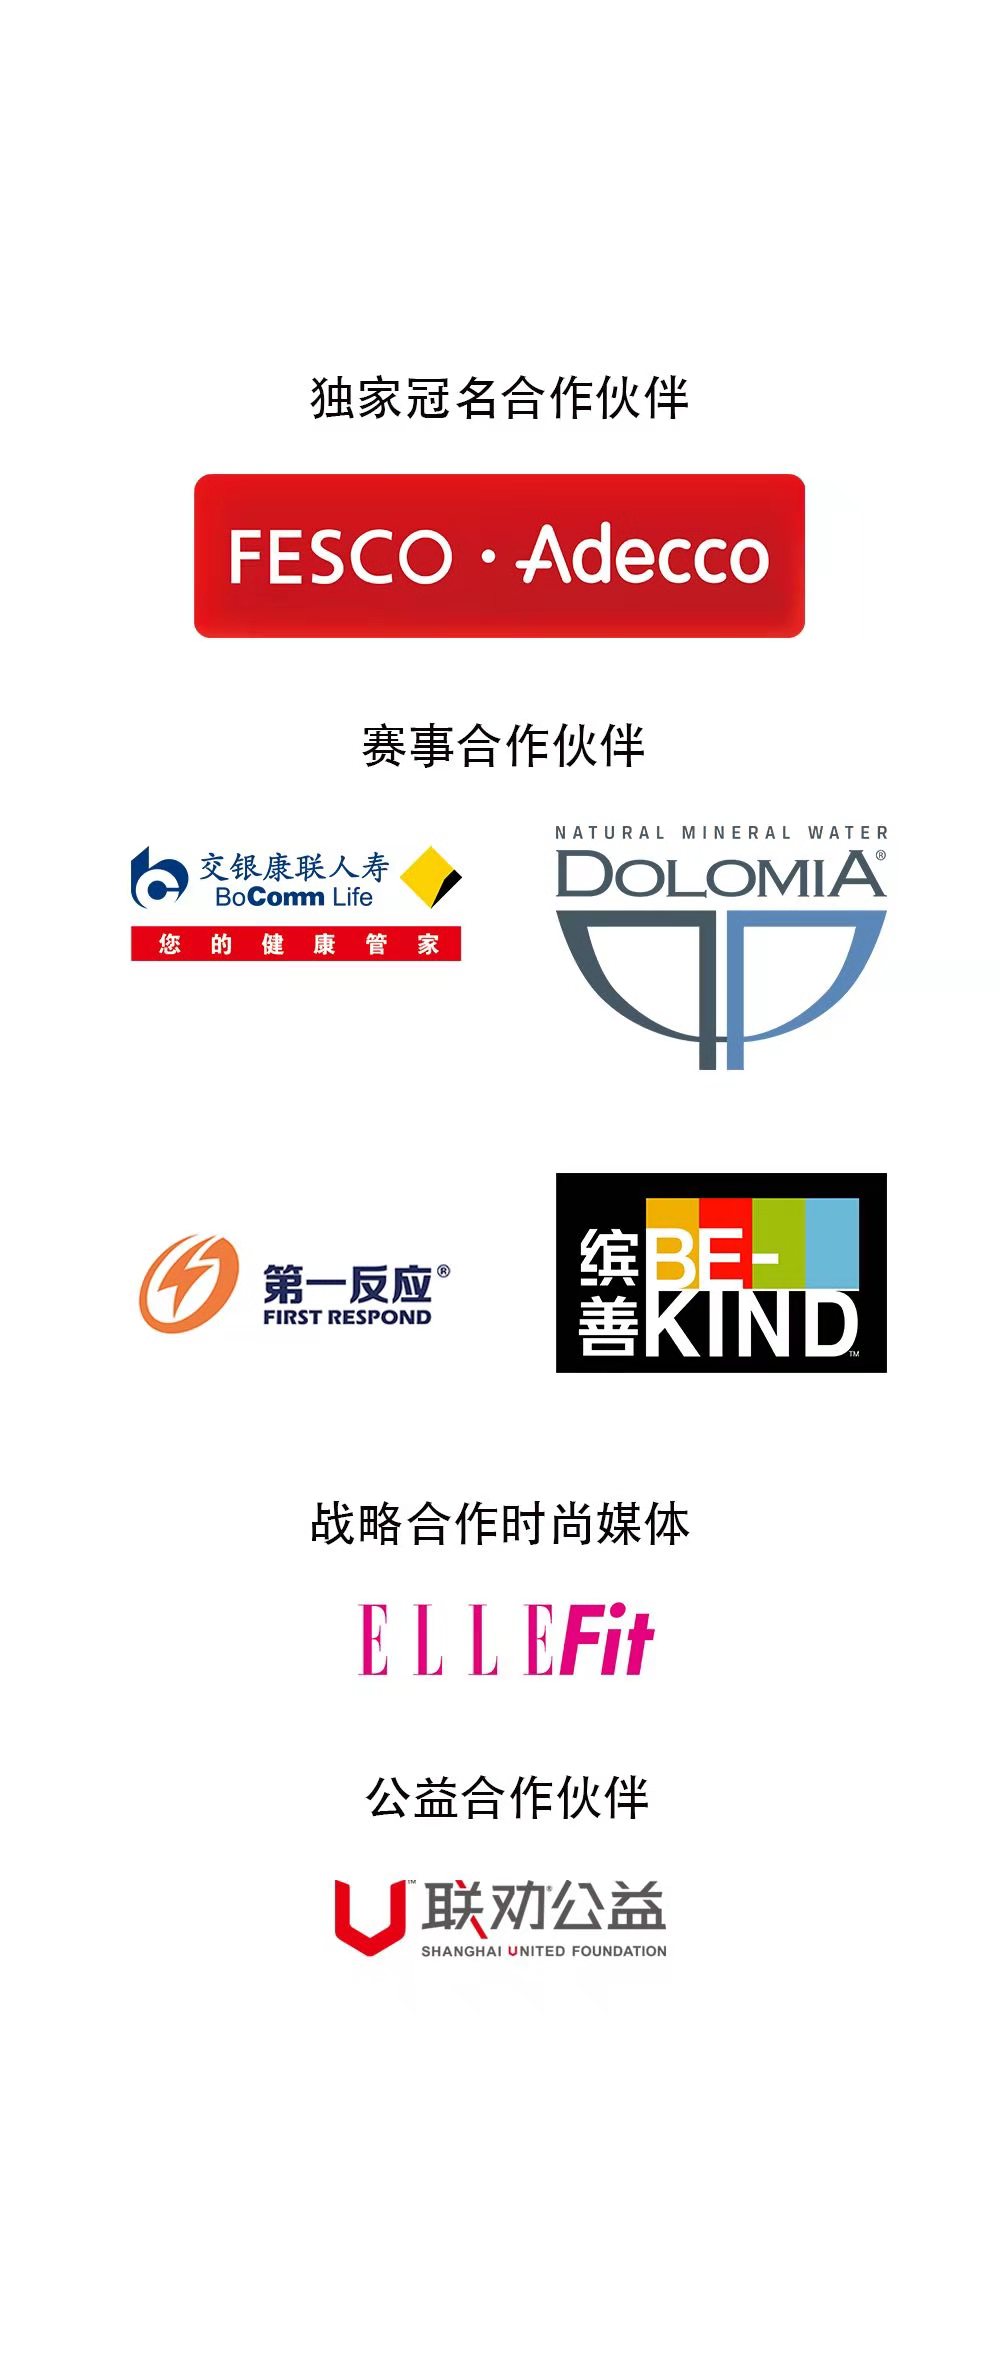 独家冠名合作伙伴
FESCO · Adecco
赛事合作伙伴
交银康联人寿
BoComm Life
您的健康管家
NATURAL MINERAL WATER
DOLOMIA®
第一反应®
FIRST RESPOND
缤善
BE-KIND™
战略合作时尚媒体
ELLE Fit
公益合作伙伴
U™ 联劝®公益
SHANGHAI UNITED FOUNDATION